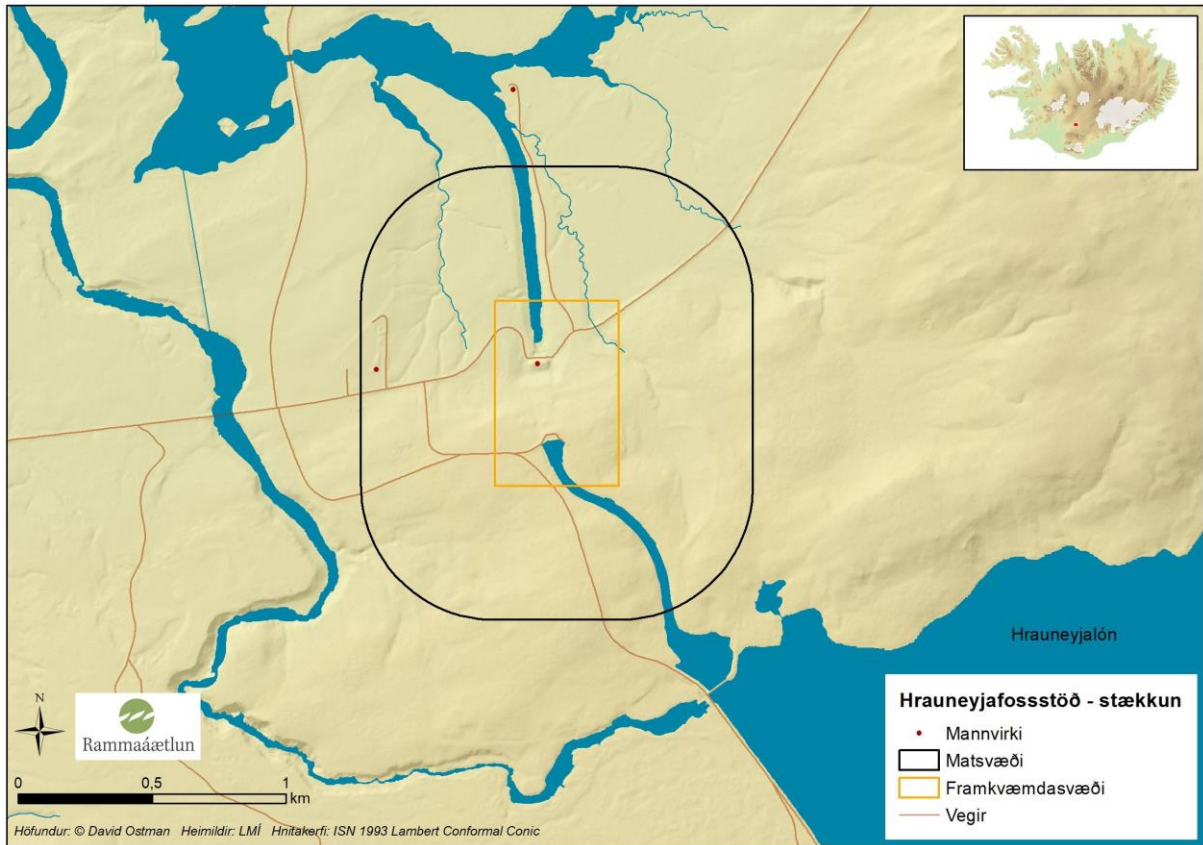 Hrauneyjalón
Hrauneyjafossstöð - stækkun
Mannvirki
Matsvæði
Framkvæmdasvæði
Vegir
N
Rammaáætlun
0 0,5 1
km
Höfundur: © David Ostman Heimildir: LMÍ Hnitakerfi: ISN 1993 Lambert Conformal Conic